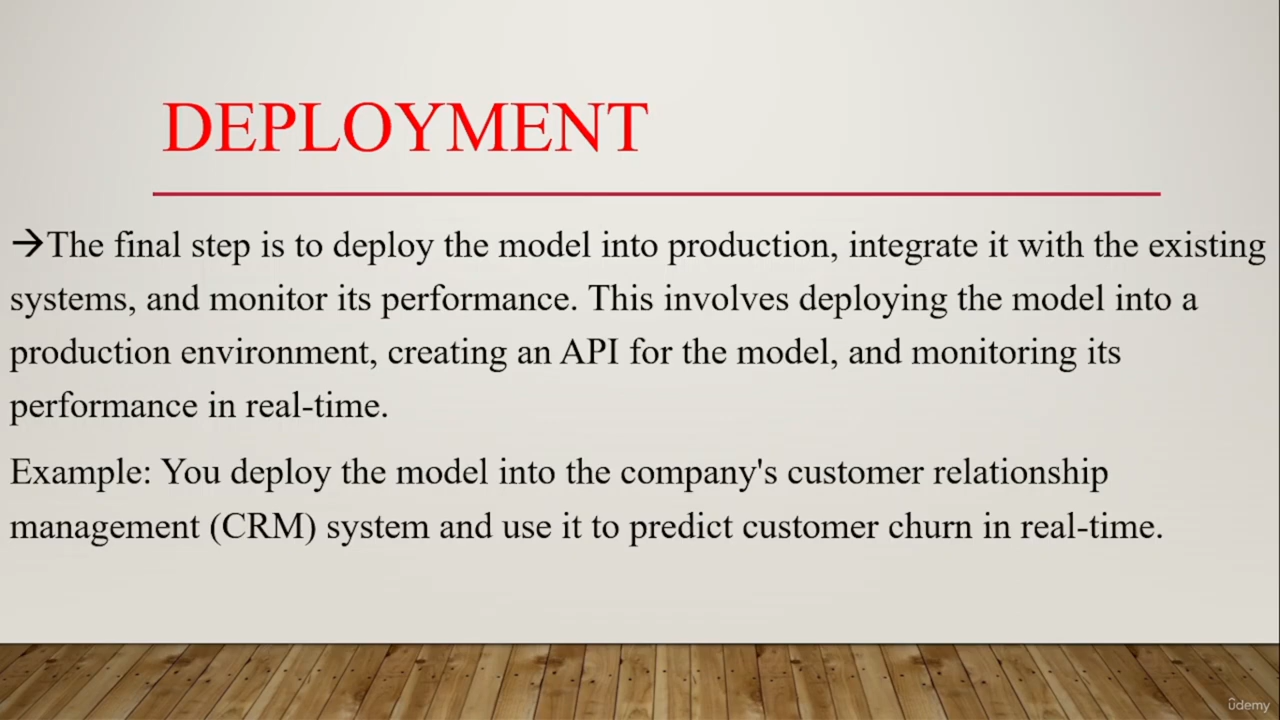 DEPLOYMENT
→The final step is to deploy the model into production, integrate it with the existing
systems, and monitor its performance. This involves deploying the model into a
production environment, creating an API for the model, and monitoring its
performance in real-time.
Example: You deploy the model into the company's customer relationship
management (CRM) system and use it to predict customer churn in real-time.
ûdemy